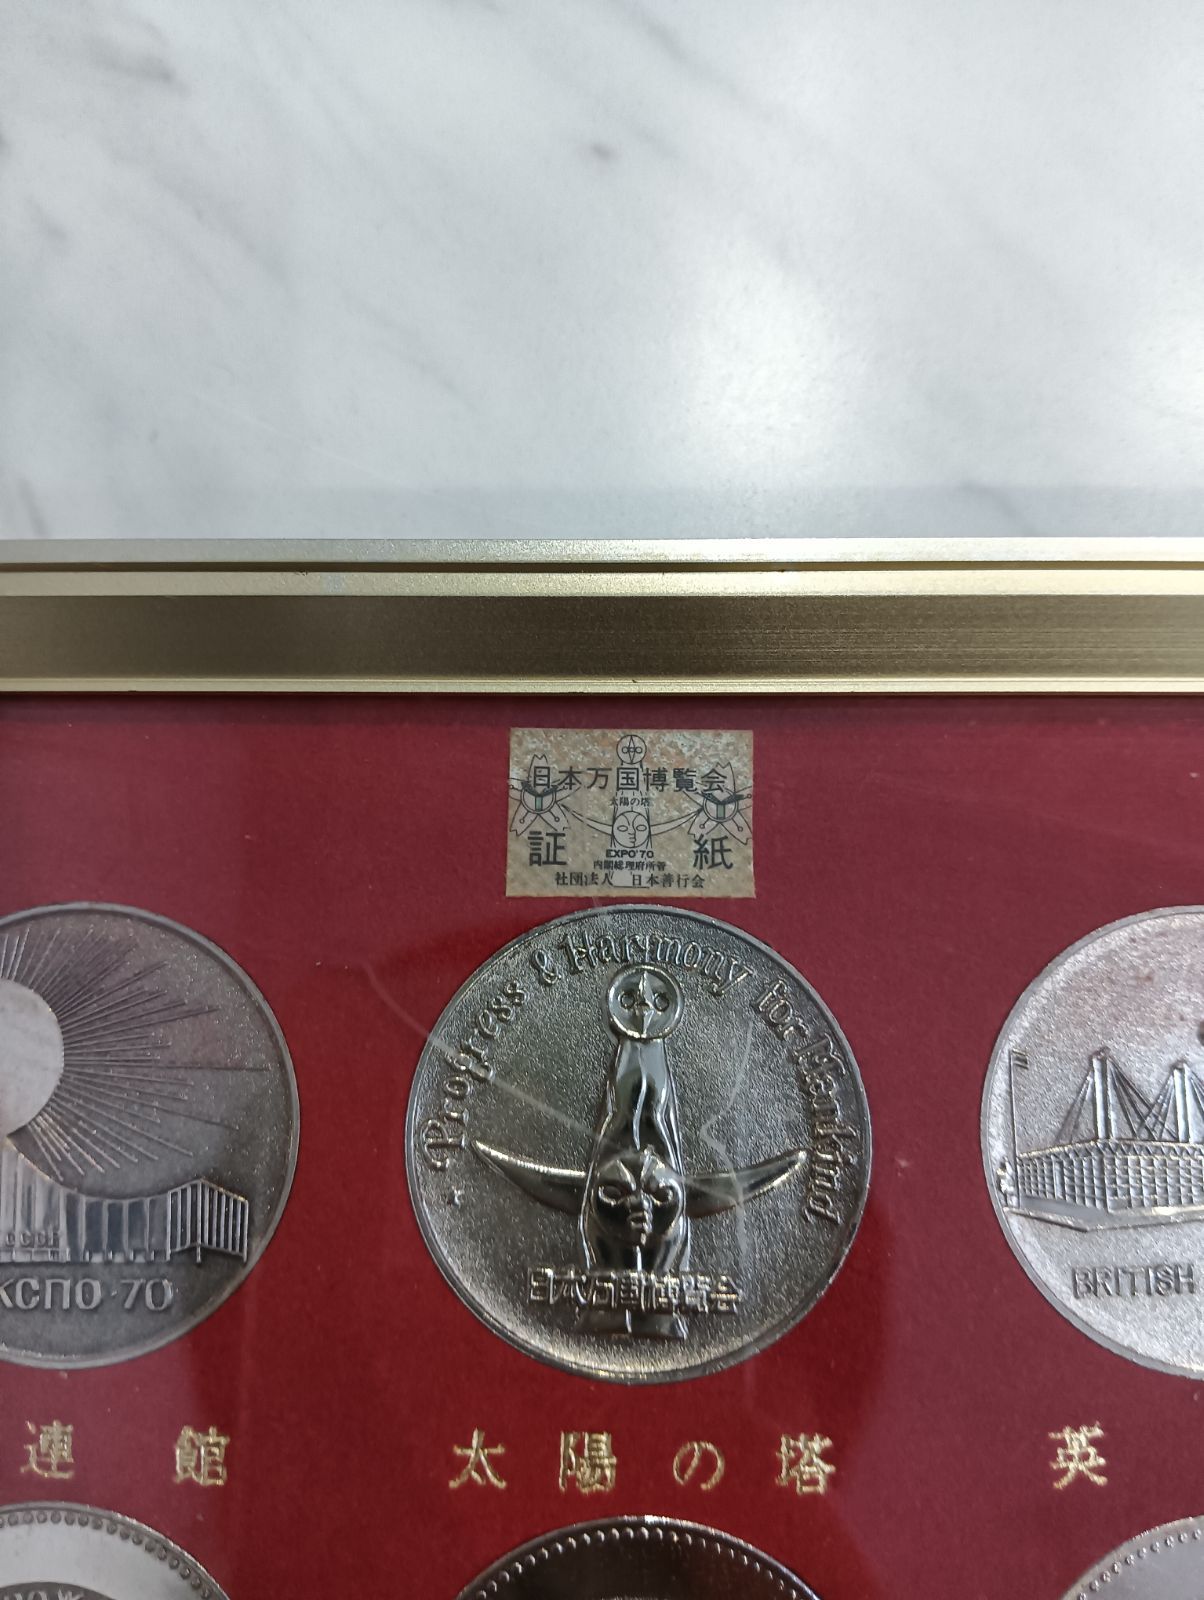 日本万国博覧会
太陽の塔
証 紙
EXPO'70
内閣総理府所管
社団法人 日本善行会
Progress & Harmony for Mankind
日本万国博覧会
СССР
КСПО·70
BRITISH
連館
太陽の塔
英